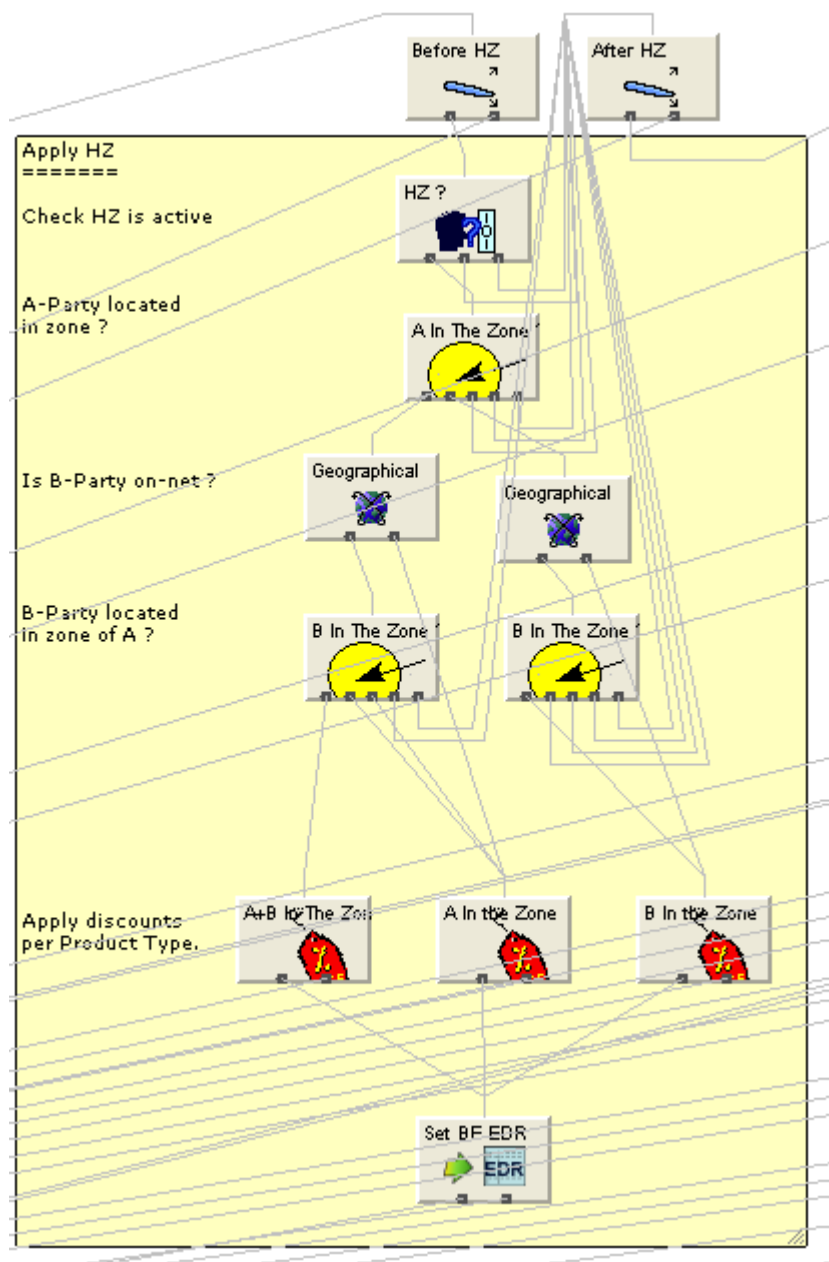 Before HZ
After HZ
Apply HZ
=======
HZ ?
Check HZ is active
A-Party located
in zone ?
A In The Zone
Is B-Party on-net ?
Geographical
Geographical
B-Party located
in zone of A ?
B In The Zone
B In The Zone
Apply discounts
per Product Type.
A+B In The Zon
A In the Zone
B In the Zone
Set BF EDR
EDR